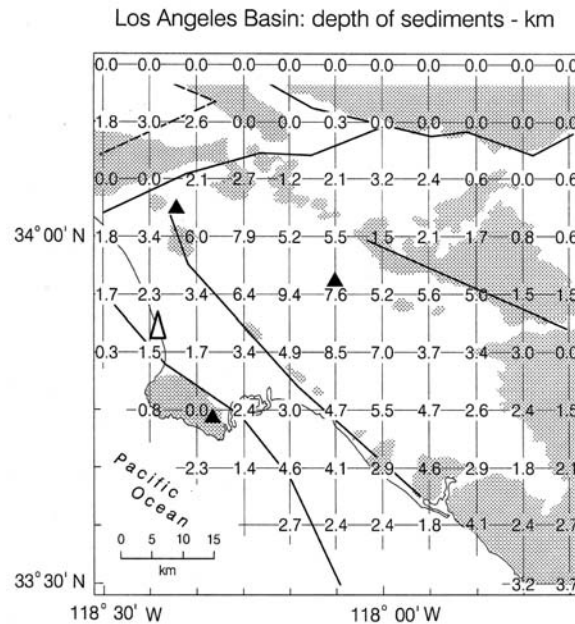 Los Angeles Basin: depth of sediments - km
0.0 0.0 0.0 0.0 0.0 0.0 0.0 0.0 0.0 0.0 0.0
1.8 3.0 2.6 0.0 0.0 0.3 0.0 0.0 0.0 0.0 0.0
0.0 0.0 2.1 2.7 1.2 2.1 3.2 2.4 0.6 0.0 0.6
34° 00' N
1.8 3.4 6.0 7.9 5.2 5.5 1.5 2.1 1.7 0.8 0.6
1.7 2.3 3.4 6.4 9.4 7.6 5.2 5.6 5.0 1.5 1.5
0.3 1.5 1.7 3.4 4.9 8.5 7.0 3.7 3.4 3.0 0.0
0.8 0.0 2.4 3.0 4.7 5.5 4.7 2.6 2.4 1.5
2.3 1.4 4.6 4.1 2.9 4.6 2.9 1.8 2.1
Pacific
Ocean
2.7 2.4 2.4 1.8 4.1 2.4 2.7
0 5 10 15
km
33° 30' N
3.2 3.7
118° 30' W
118° 00' W